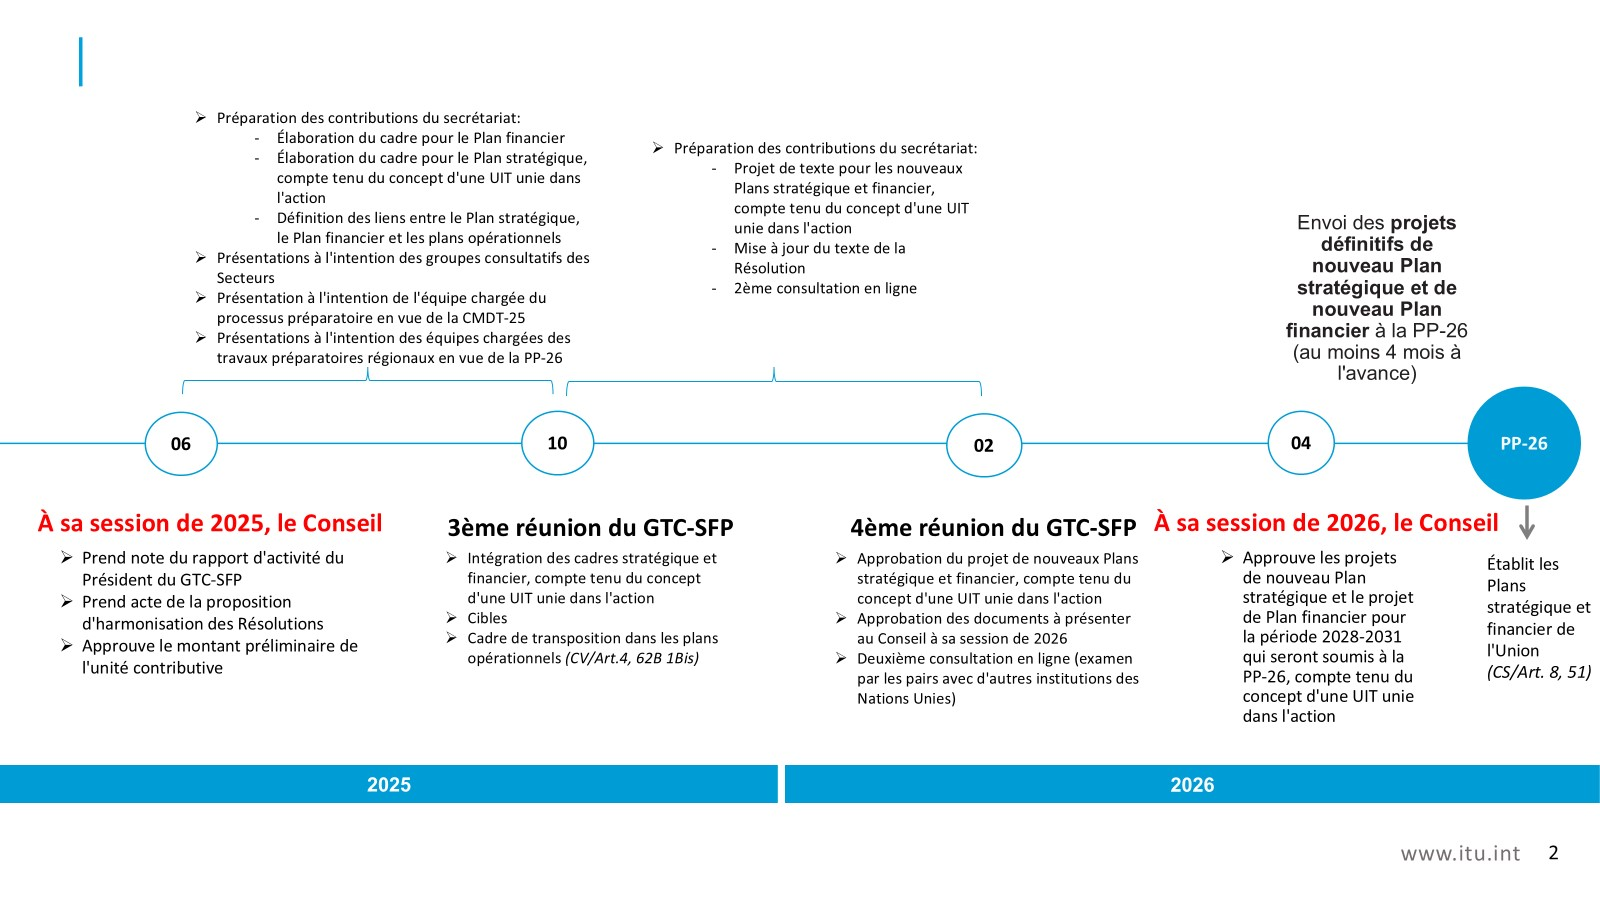 Préparation des contributions du secrétariat:
- Élaboration du cadre pour le Plan financier
- Élaboration du cadre pour le Plan stratégique,
compte tenu du concept d'une UIT unie dans
l'action
- Définition des liens entre le Plan stratégique,
le Plan financier et les plans opérationnels
Présentations à l'intention des groupes consultatifs des
Secteurs
Présentation à l'intention de l'équipe chargée du
processus préparatoire en vue de la CMDT-25
Présentations à l'intention des équipes chargées des
travaux préparatoires régionaux en vue de la PP-26
Préparation des contributions du secrétariat:
- Projet de texte pour les nouveaux
Plans stratégique et financier,
compte tenu du concept d'une UIT
unie dans l'action
- Mise à jour du texte de la
Résolution
- 2ème consultation en ligne
Envoi des projets
définitifs de
nouveau Plan
stratégique et de
nouveau Plan
financier à la PP-26
(au moins 4 mois à
l'avance)
06
10
02
04
PP-26
À sa session de 2025, le Conseil
Prend note du rapport d'activité du
Président du GTC-SFP
Prend acte de la proposition
d'harmonisation des Résolutions
Approuve le montant préliminaire de
l'unité contributive
3ème réunion du GTC-SFP
Intégration des cadres stratégique et
financier, compte tenu du concept
d'une UIT unie dans l'action
Cibles
Cadre de transposition dans les plans
opérationnels (CV/Art.4, 62B 1Bis)
4ème réunion du GTC-SFP
Approbation du projet de nouveaux Plans
stratégique et financier, compte tenu du
concept d'une UIT unie dans l'action
Approbation des documents à présenter
au Conseil à sa session de 2026
Deuxième consultation en ligne (examen
par les pairs avec d'autres institutions des
Nations Unies)
À sa session de 2026, le Conseil
Approuve les projets
de nouveau Plan
stratégique et le projet
de Plan financier pour
la période 2028-2031
qui seront soumis à la
PP-26, compte tenu du
concept d'une UIT unie
dans l'action
Établit les
Plans
stratégique et
financier de
l'Union
(CS/Art. 8, 51)
2025
2026
www.itu.int
2